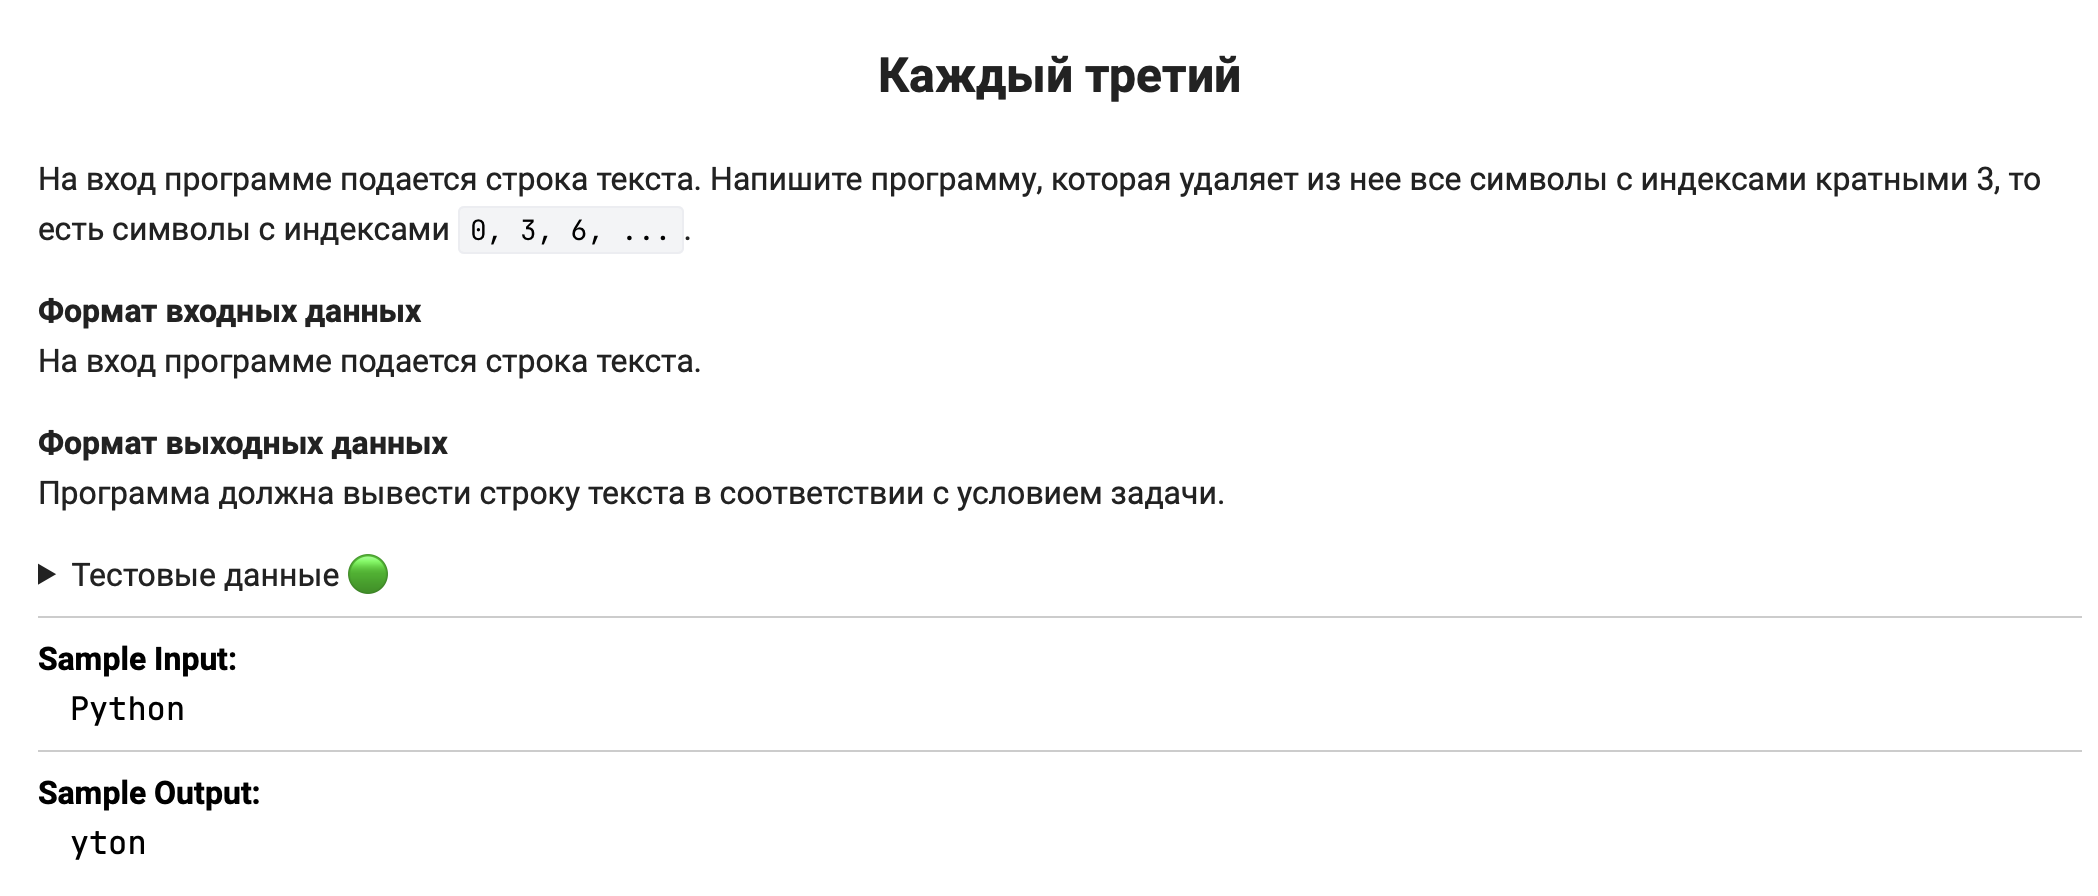 Каждый третий
На вход программе подается строка текста. Напишите программу, которая удаляет из нее все символы с индексами кратными 3, то
есть символы с индексами 0, 3, 6, ... .
Формат входных данных
На вход программе подается строка текста.
Формат выходных данных
Программа должна вывести строку текста в соответствии с условием задачи.
Тестовые данные
Sample Input:
Python
Sample Output:
yton